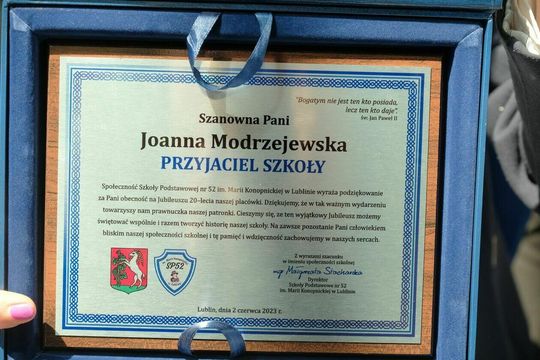 "Bogatym nie jest ten kto posiada,
lecz ten kto daje".
św. Jan Paweł II
Szanowna Pani
Joanna Modrzejewska
PRZYJACIEL SZKOŁY
Społeczność Szkoły Podstawowej nr 52 im. Marii Konopnickiej w Lublinie wyraża podziękowanie
za Pani obecność na Jubileuszu 20-lecia naszej placówki. Dziękujemy, że w tak ważnym wydarzeniu
towarzyszy nam prawnuczka naszej patronki. Cieszymy się, że ten wyjątkowy Jubileusz możemy
świętować wspólnie i razem tworzyć historię naszej szkoły. Na zawsze pozostanie Pani człowiekiem
bliskim naszej społeczności szkolnej i tę pamięć i wdzięczność zachowujemy w naszych sercach.
SP52
Z wyrazami szacunku
w imieniu społeczności szkolnej
mgr Małgorzata
Dyrektor
Szkoły Podstawowej nr 52
im. Marii Konopnickiej w Lublinie
Lublin, dnia 2 czerwca 2023 r.